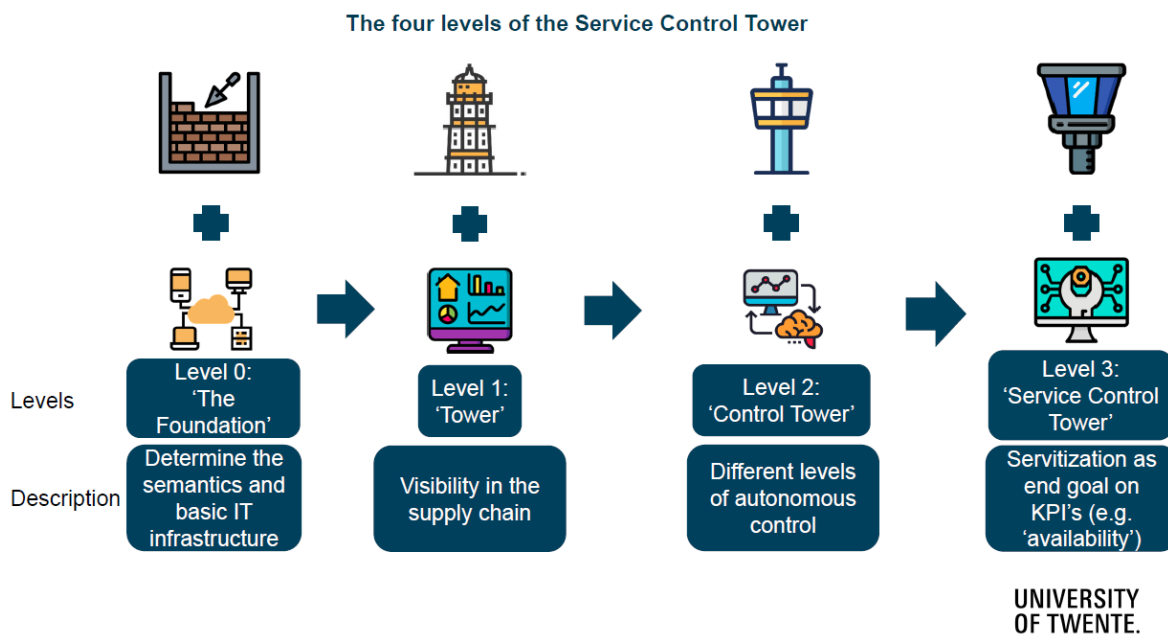 The four levels of the Service Control Tower
Levels
Level 0:
‘The
Foundation’
Level 1:
‘Tower’
Level 2:
‘Control Tower’
Level 3:
‘Service Control
Tower’
Description
Determine the
semantics and
basic IT
infrastructure
Visibility in the
supply chain
Different levels
of autonomous
control
Servitization as
end goal on
KPI’s (e.g.
‘availability’)
UNIVERSITY
OF TWENTE.